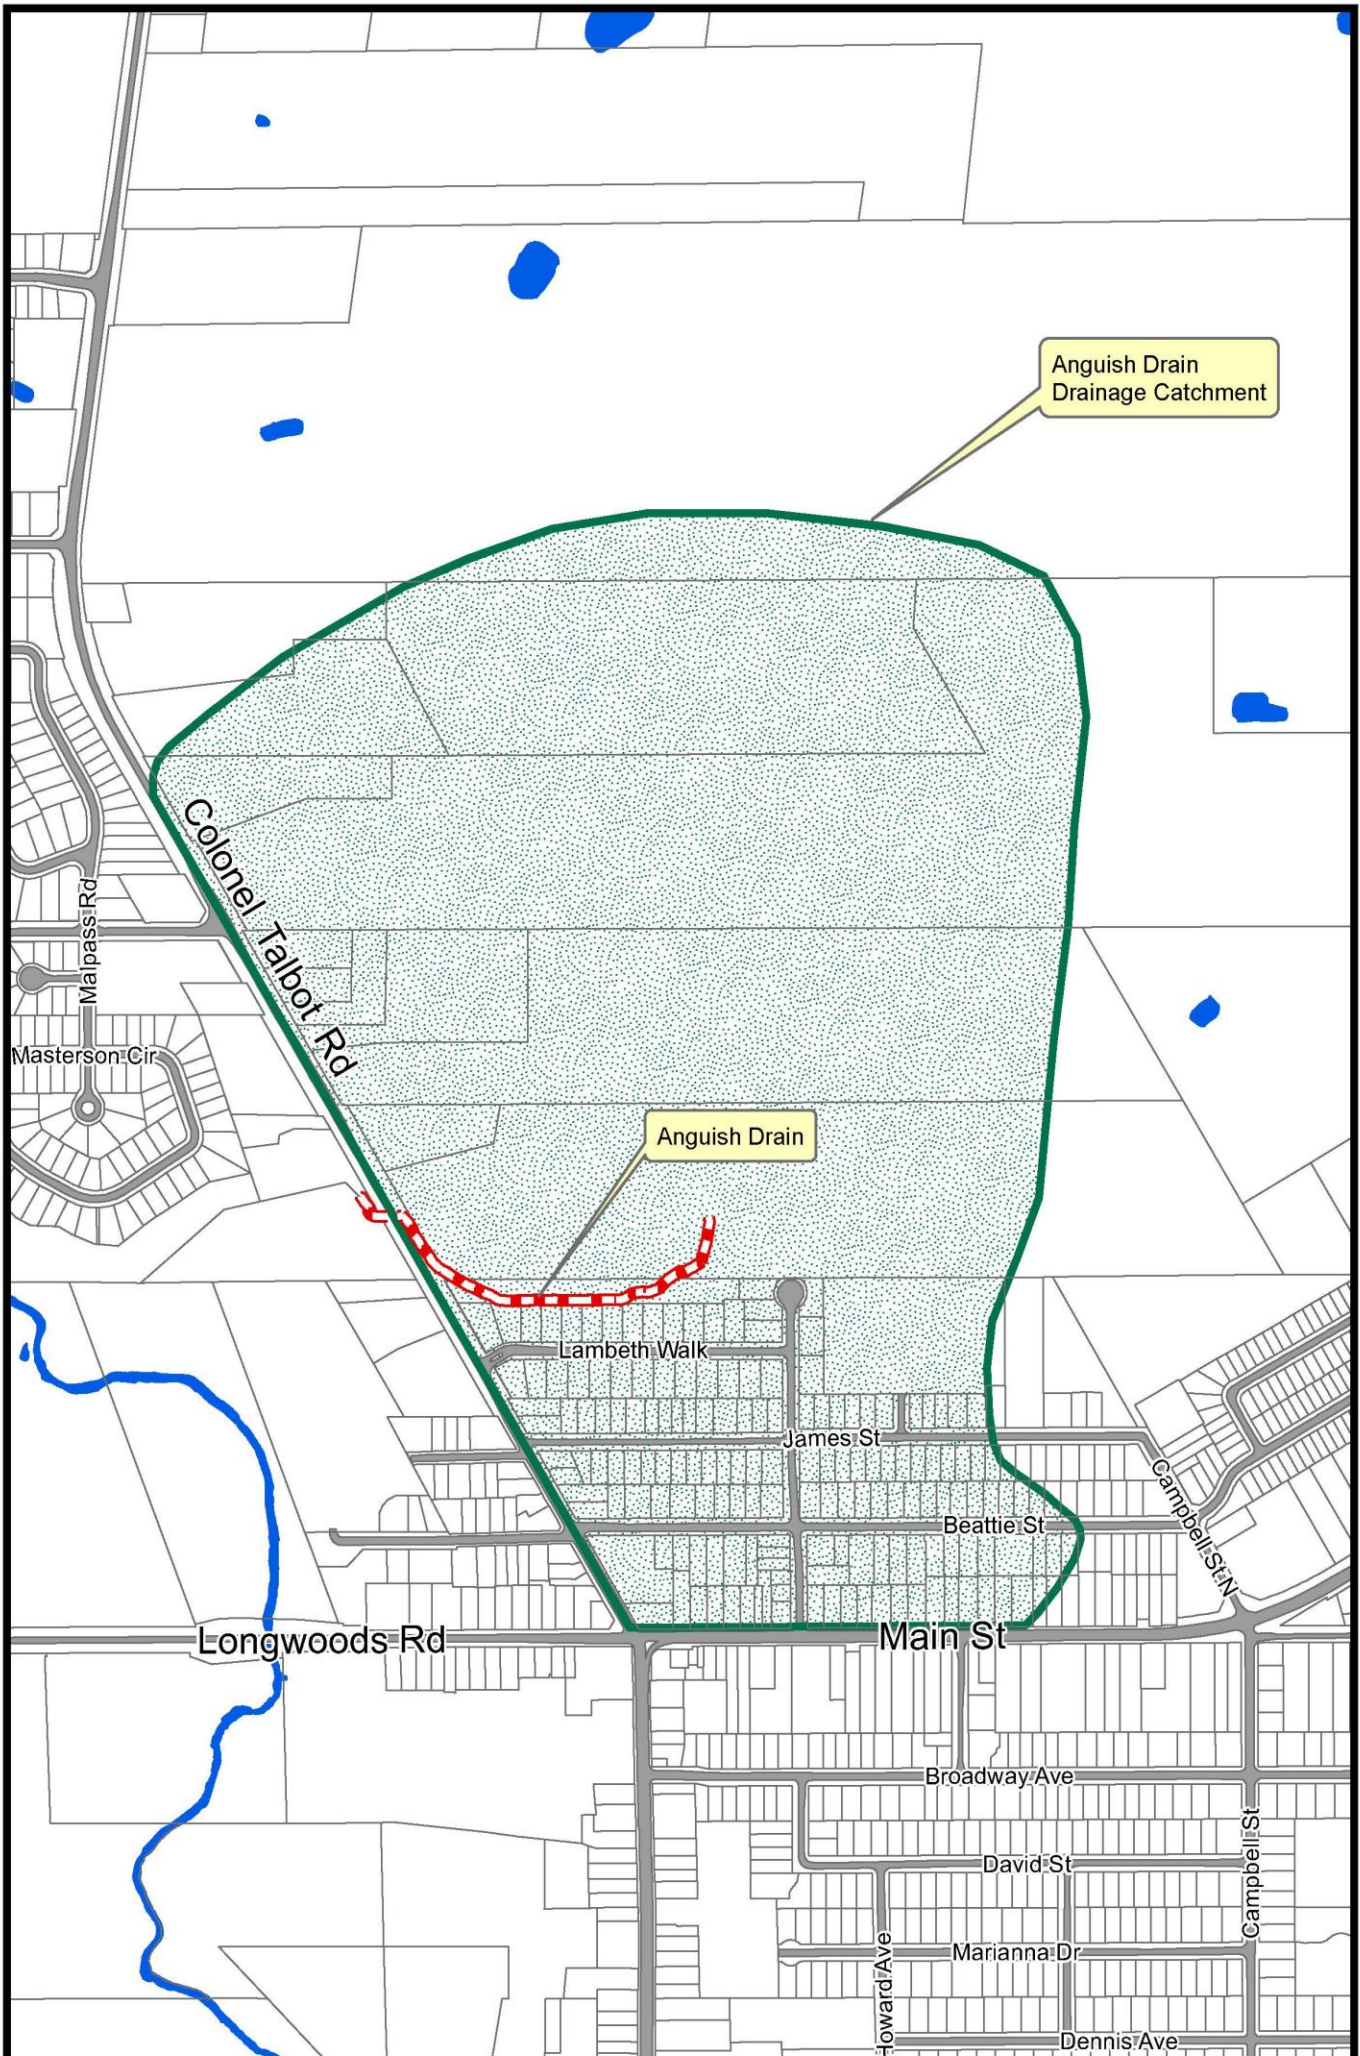 Anguish Drain
Drainage Catchment
Colonel Talbot Rd
Malpass Rd
Masterson Cir
Anguish Drain
Lambeth Walk
James St
Campbell St N
Beattie St
Longwoods Rd
Main St
Broadway Ave
Campbell St
David St
Howard Ave
Marianna Dr
Dennis Ave